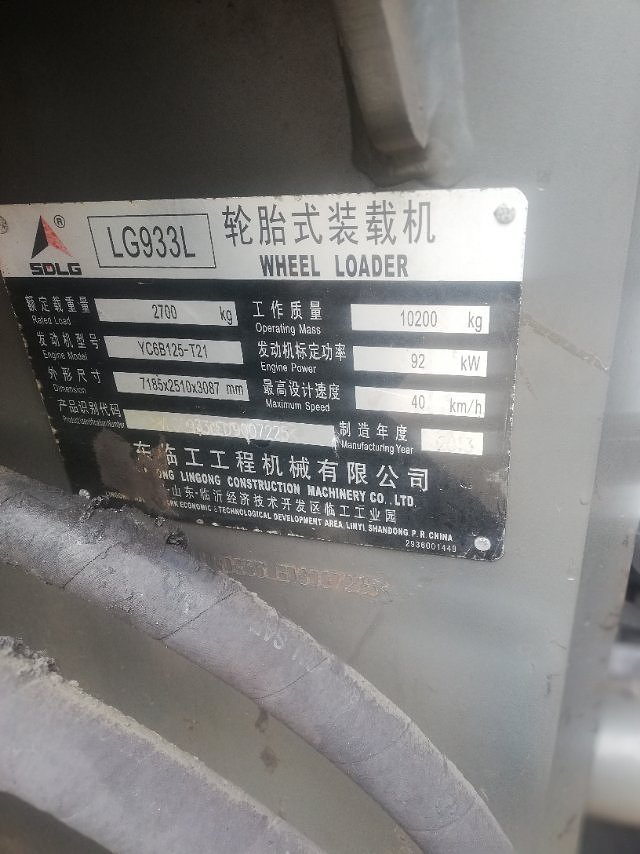 ®
SDLG
LG933L
轮胎式装载机
WHEEL LOADER
额定载重量 2700 kg
Rated Load
工作质量 10200 kg
Operating Mass
发动机型号 YC6B125-T21
Engine Model
发动机标定功率 92 kW
Engine Power
外形尺寸 7185x2510x3087 mm
Dimension
最高设计速度 40 km/h
Maximum Speed
产品识别代码
Product Identification Number
制造年度
Manufacturing Year
东临工工程机械有限公司
LINGONG CONSTRUCTION MACHINERY CO., LTD.
山东·临沂经济技术开发区临工工业园
ECONOMIC & TECHNOLOGICAL DEVELOPMENT AREA, LINYI, SHANDONG, P. R. CHINA
2936001440